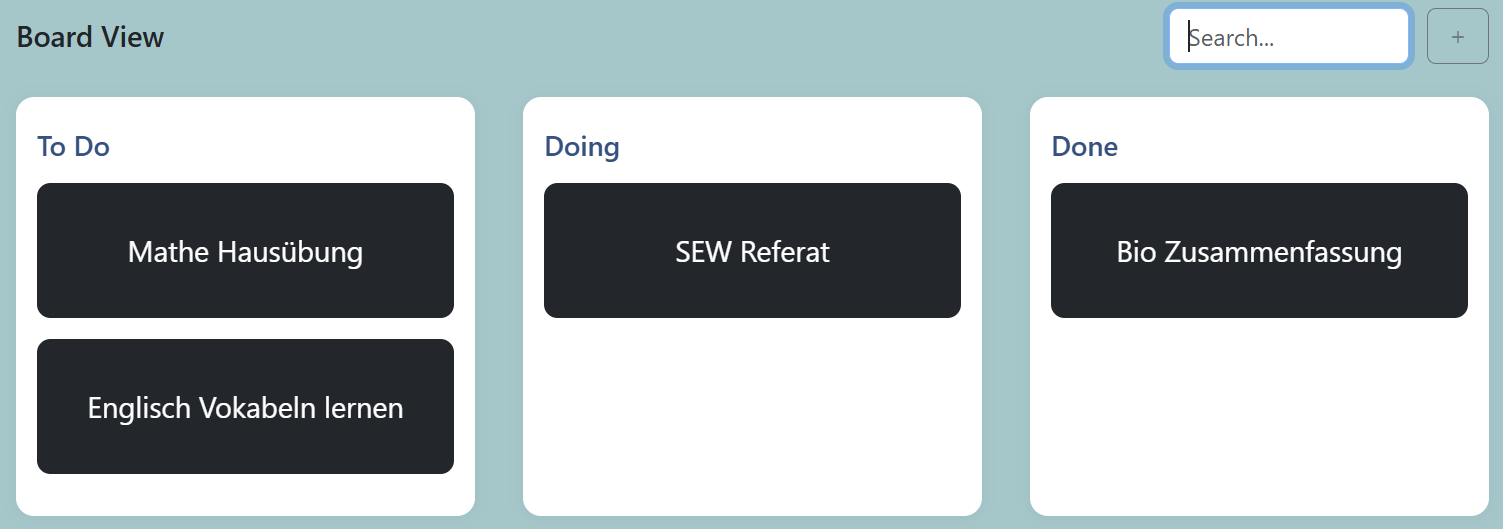 Board View
Search...
+
To Do
Mathe Hausübung
Englisch Vokabeln lernen
Doing
SEW Referat
Done
Bio Zusammenfassung